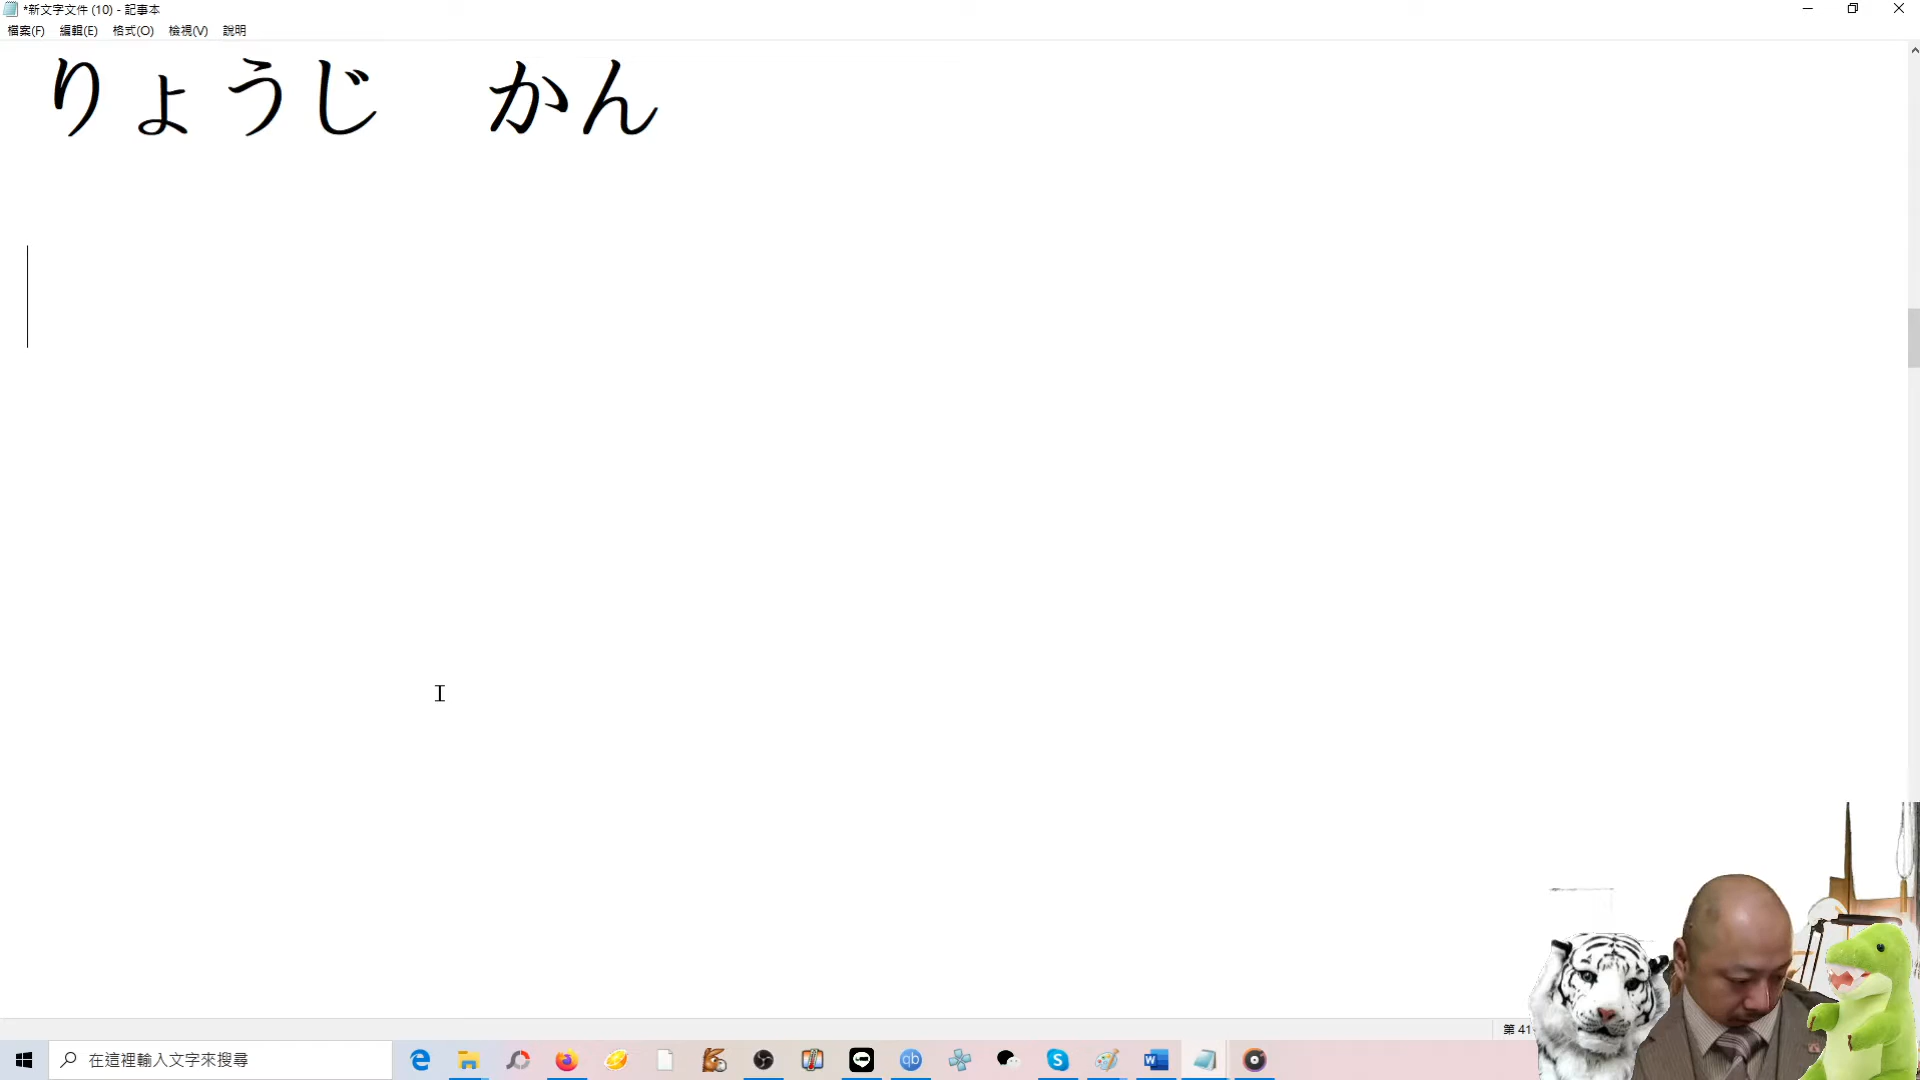 *新文字文件 (10) - 記事本
檔案(F) 編輯(E) 格式(O) 檢視(V) 說明
りょうじ　かん
第 41
在這裡輸入文字來搜尋
qb